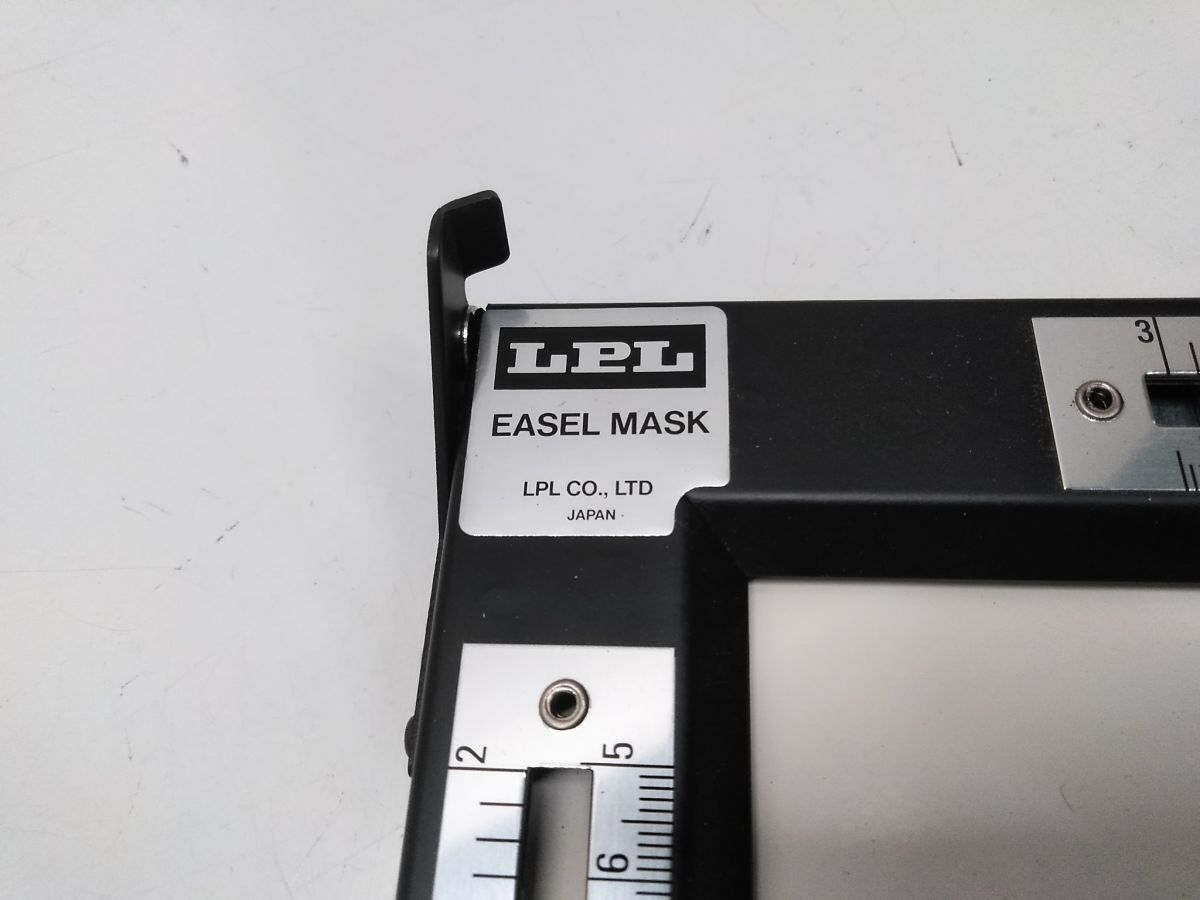 LPL
EASEL MASK
LPL CO., LTD
JAPAN
3
2
5
6